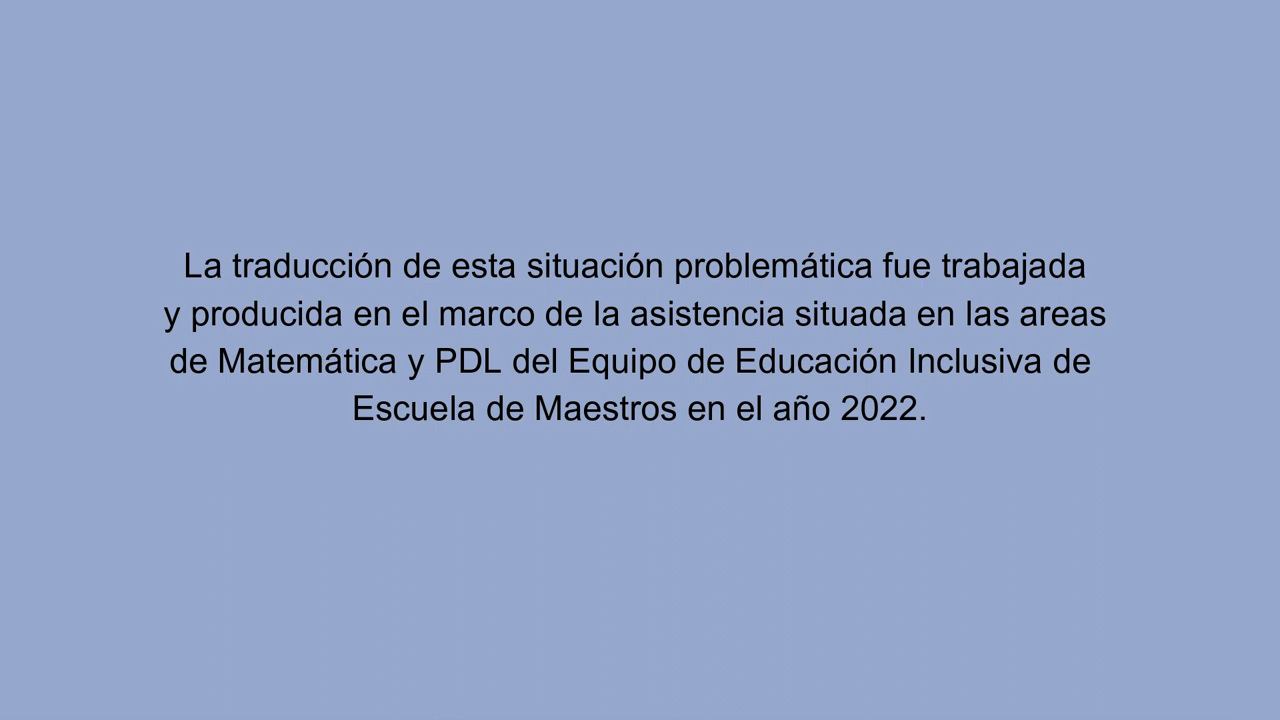 La traducción de esta situación problemática fue trabajada
y producida en el marco de la asistencia situada en las areas
de Matemática y PDL del Equipo de Educación Inclusiva de
Escuela de Maestros en el año 2022.